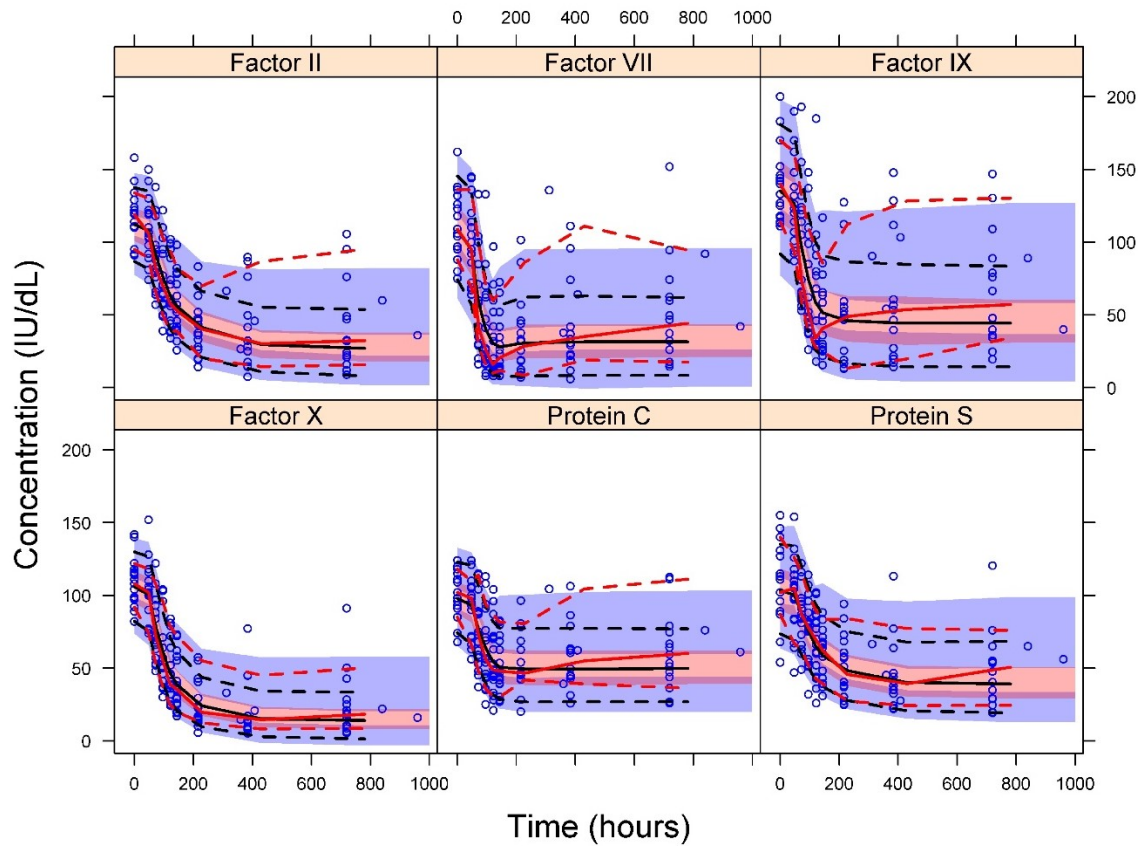 0 200 400 600 800 1000
Factor II Factor VII Factor IX
200
150
100
50
0
Factor X Protein C Protein S
200
150
100
50
0
Concentration (IU/dL)
0 200 400 600 800 1000 0 200 400 600 800 1000
Time (hours)